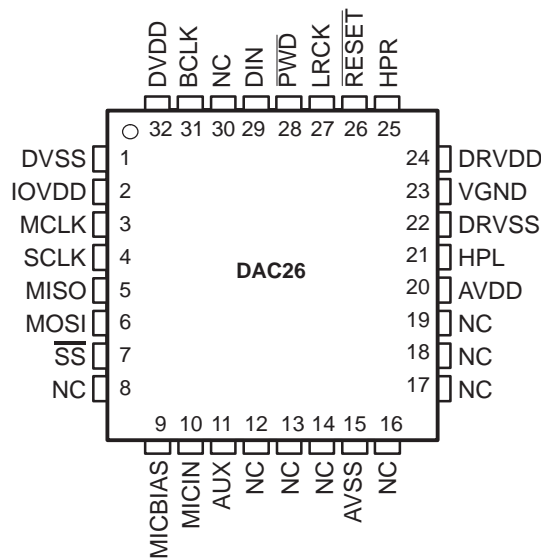 DVDD
BCLK
NC
DIN
PWD
LRCK
RESET
HPR
32 31 30 29 28 27 26 25
DVSS 1
IOVDD 2
MCLK 3
SCLK 4
MISO 5
MOSI 6
SS 7
NC 8
DAC26
24 DRVDD
23 VGND
22 DRVSS
21 HPL
20 AVDD
19 NC
18 NC
17 NC
9 10 11 12 13 14 15 16
MICBIAS
MICIN
AUX
NC
NC
NC
AVSS
NC